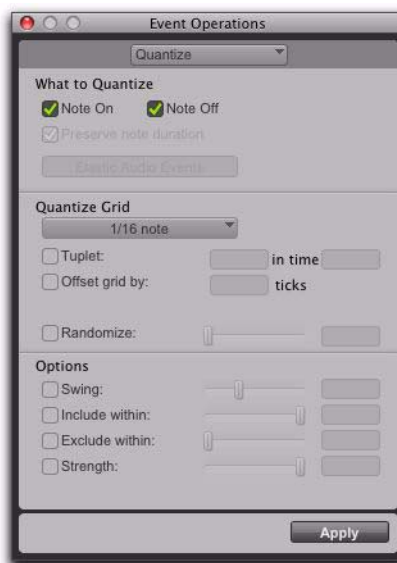 Event Operations
Quantize
What to Quantize
Note On Note Off
Preserve note duration
Elastic Audio Events
Quantize Grid
1/16 note
Tuplet: in time
Offset grid by: ticks
Randomize:
Options
Swing:
Include within:
Exclude within:
Strength:
Apply